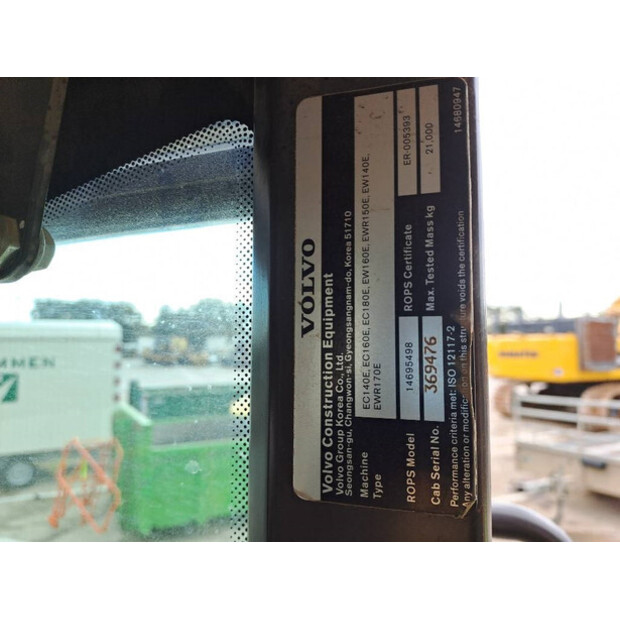 VOLVO
Volvo Construction Equipment
Volvo Group Korea Co., Ltd.
Seongsan-gu, Changwon-si, Gyeongsangnam-do, Korea 51710
Machine Type
EC140E, EC160E, EC180E, EW160E, EWR150E, EW140E,
EWR170E
ROPS Model 14695498 ROPS Certificate ER-005393
Cab Serial No. 369476 Max. Tested Mass kg 21,000
Performance criteria met: ISO 12117-2
Any alteration or modification on this structure voids the certification
14680947
MMEN
KOMATSU